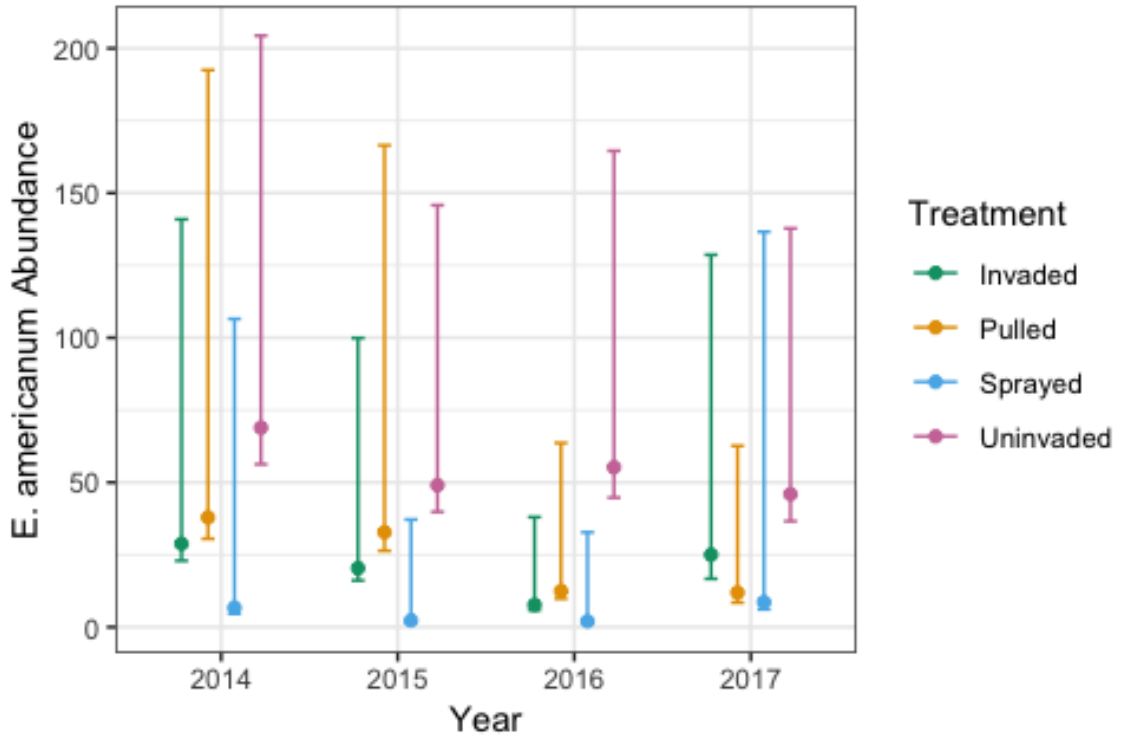 E. americanum Abundance
200
150
100
50
0
2014 2015 2016 2017
Year
Treatment
Invaded
Pulled
Sprayed
Uninvaded